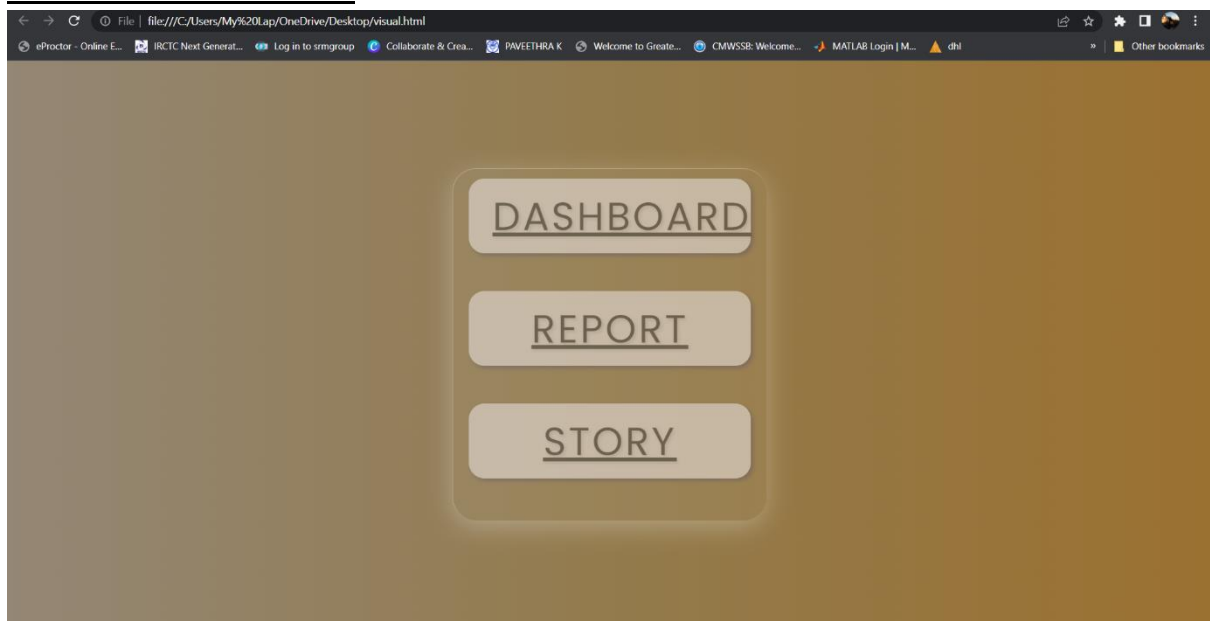 File | file:///C:/Users/My%20Lap/OneDrive/Desktop/visual.html
eProctor - Online E... IRCTC Next Generat... Log in to srmgroup Collaborate & Crea... PAVEETHRA K Welcome to Greate... CMWSSB: Welcome... MATLAB Login | M... dhl » Other bookmarks
DASHBOARD
REPORT
STORY